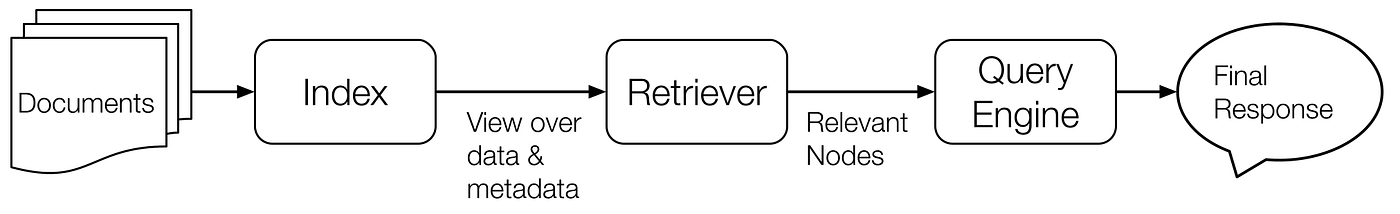 Documents
Index
View over
data &
metadata
Retriever
Relevant
Nodes
Query
Engine
Final
Response